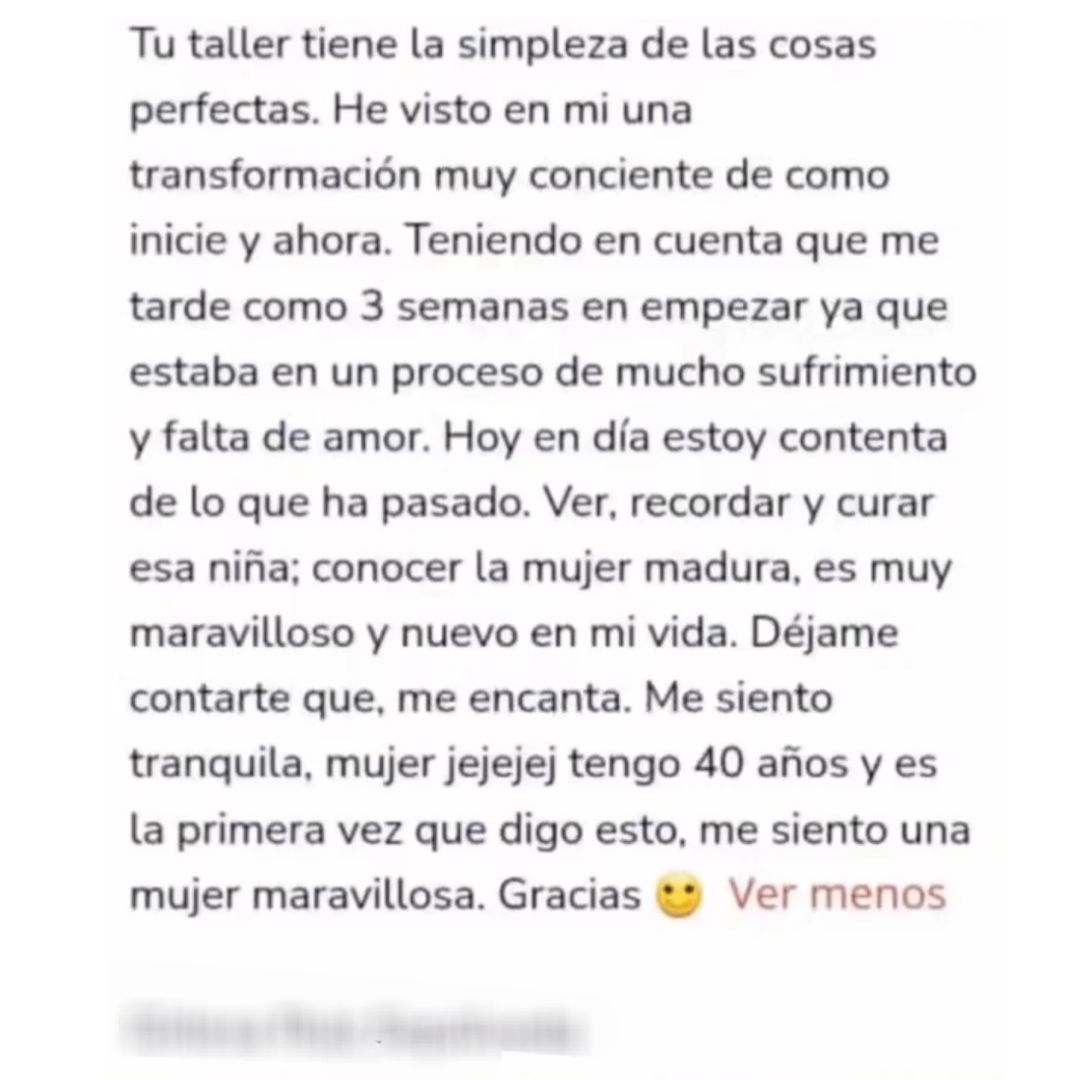 Tu taller tiene la simpleza de las cosas
perfectas. He visto en mi una
transformación muy conciente de como
inicie y ahora. Teniendo en cuenta que me
tarde como 3 semanas en empezar ya que
estaba en un proceso de mucho sufrimiento
y falta de amor. Hoy en día estoy contenta
de lo que ha pasado. Ver, recordar y curar
esa niña; conocer la mujer madura, es muy
maravilloso y nuevo en mi vida. Déjame
contarte que, me encanta. Me siento
tranquila, mujer jejejej tengo 40 años y es
la primera vez que digo esto, me siento una
mujer maravillosa. Gracias 🙂 Ver menos